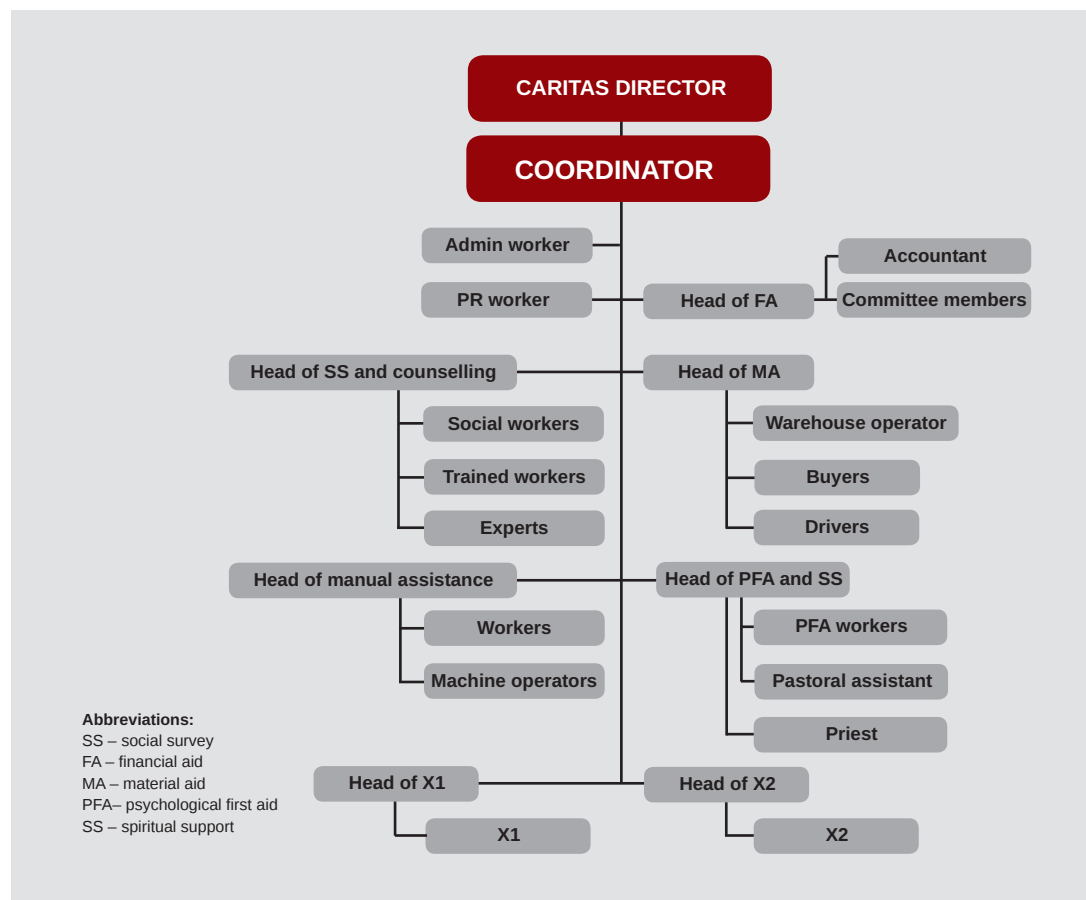 CARITAS DIRECTOR
COORDINATOR
Admin worker
Accountant
PR worker
Head of FA
Committee members
Head of SS and counselling
Head of MA
Social workers
Warehouse operator
Trained workers
Buyers
Experts
Drivers
Head of manual assistance
Head of PFA and SS
Workers
PFA workers
Machine operators
Pastoral assistant
Priest
Abbreviations:
SS – social survey
FA – financial aid
MA – material aid
PFA– psychological first aid
SS – spiritual support
Head of X1
Head of X2
X1
X2